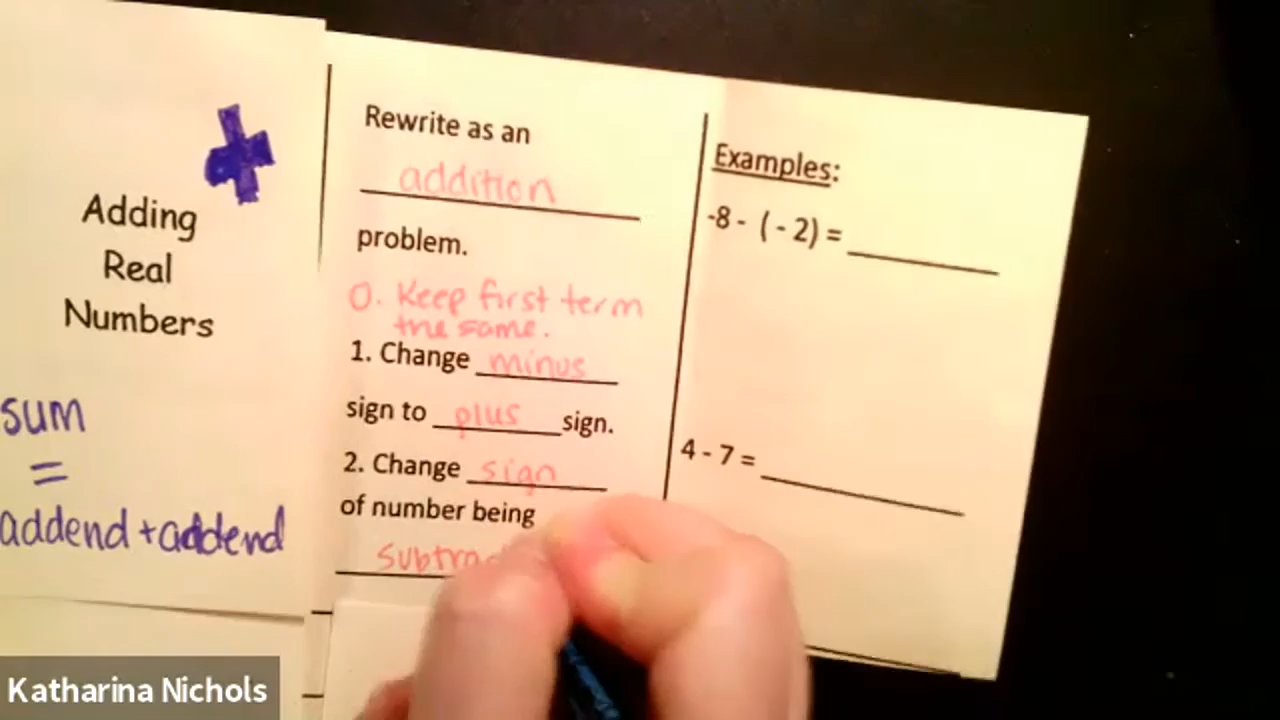 Adding
Real
Numbers
sum
=
addend + addend
Rewrite as an
addition
problem.
0. Keep first term
the same.
1. Change minus
sign to plus sign.
2. Change sign
of number being
Examples:
-8 - (- 2) =
4 - 7 =
Katharina Nichols